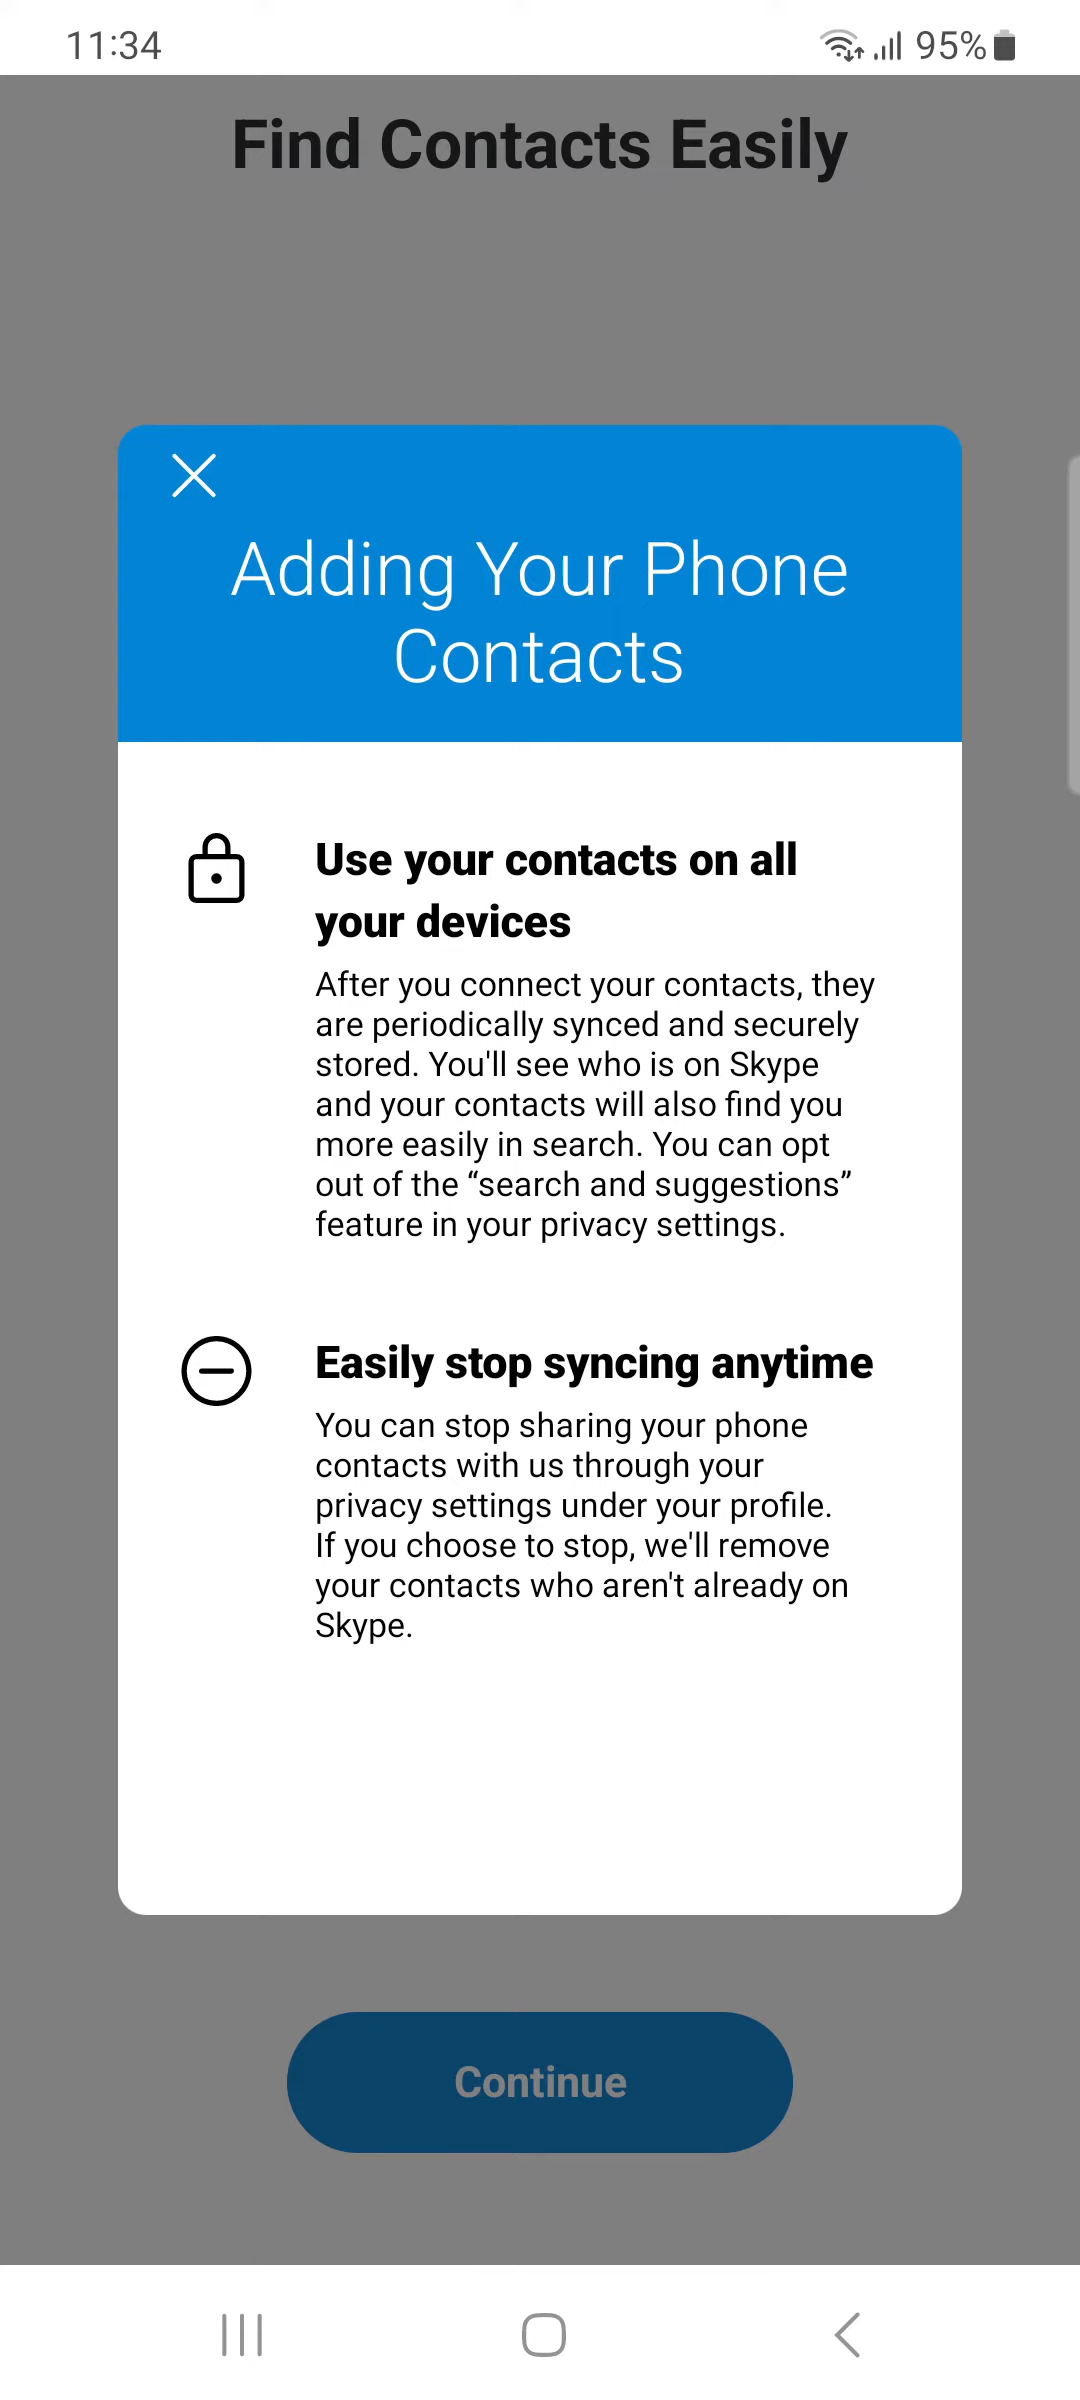 11:34
95%
Find Contacts Easily
Adding Your Phone
Contacts
Use your contacts on all
your devices
After you connect your contacts, they
are periodically synced and securely
stored. You'll see who is on Skype
and your contacts will also find you
more easily in search. You can opt
out of the “search and suggestions”
feature in your privacy settings.
Easily stop syncing anytime
You can stop sharing your phone
contacts with us through your
privacy settings under your profile.
If you choose to stop, we'll remove
your contacts who aren't already on
Skype.
Continue